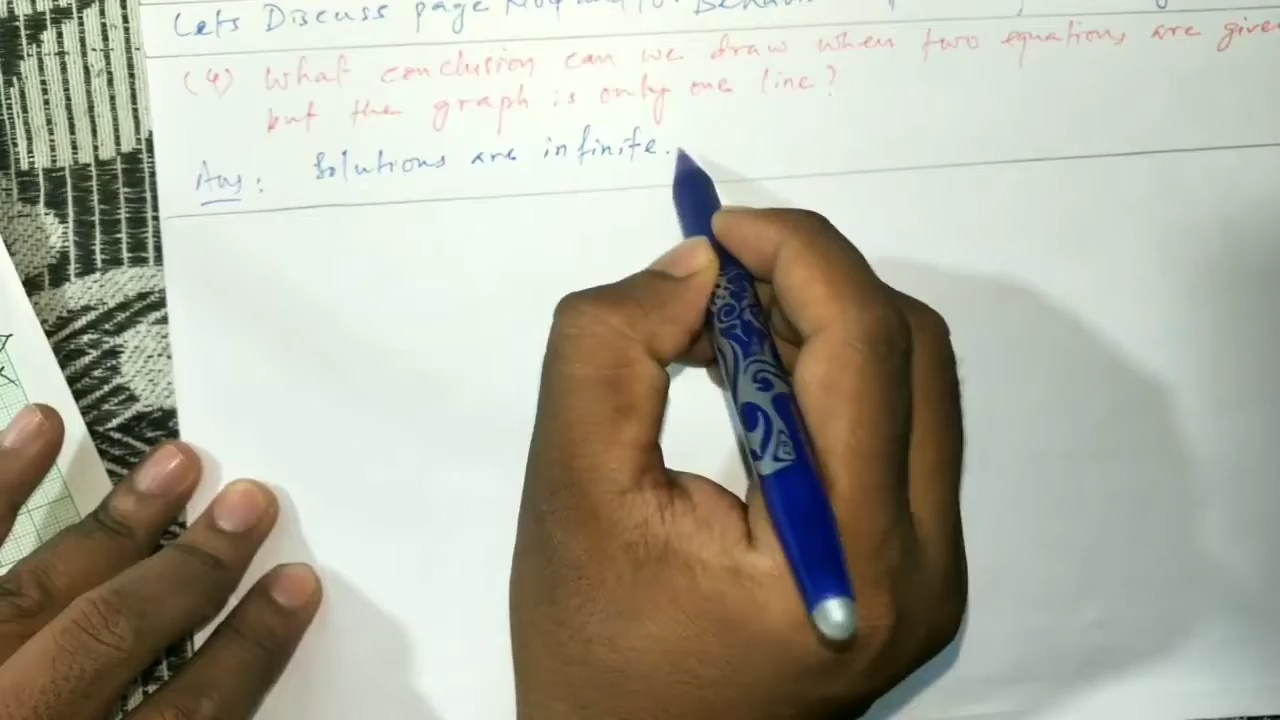 Lets Discuss page
(4) What conclusion can we draw when two equations are given
but the graph is only one line?
Ans: Solutions are infinite.